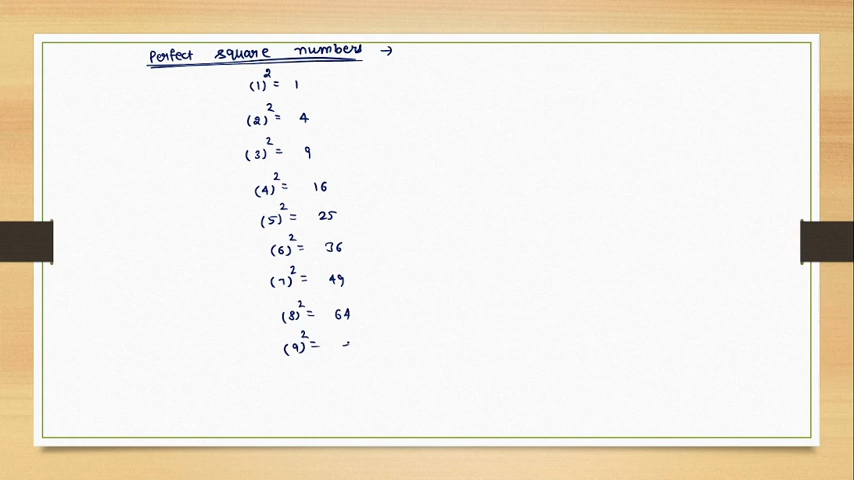 Perfect square numbers →
(1)² = 1
(2)² = 4
(3)² = 9
(4)² = 16
(5)² = 25
(6)² = 36
(7)² = 49
(8)² = 64
(9)² =